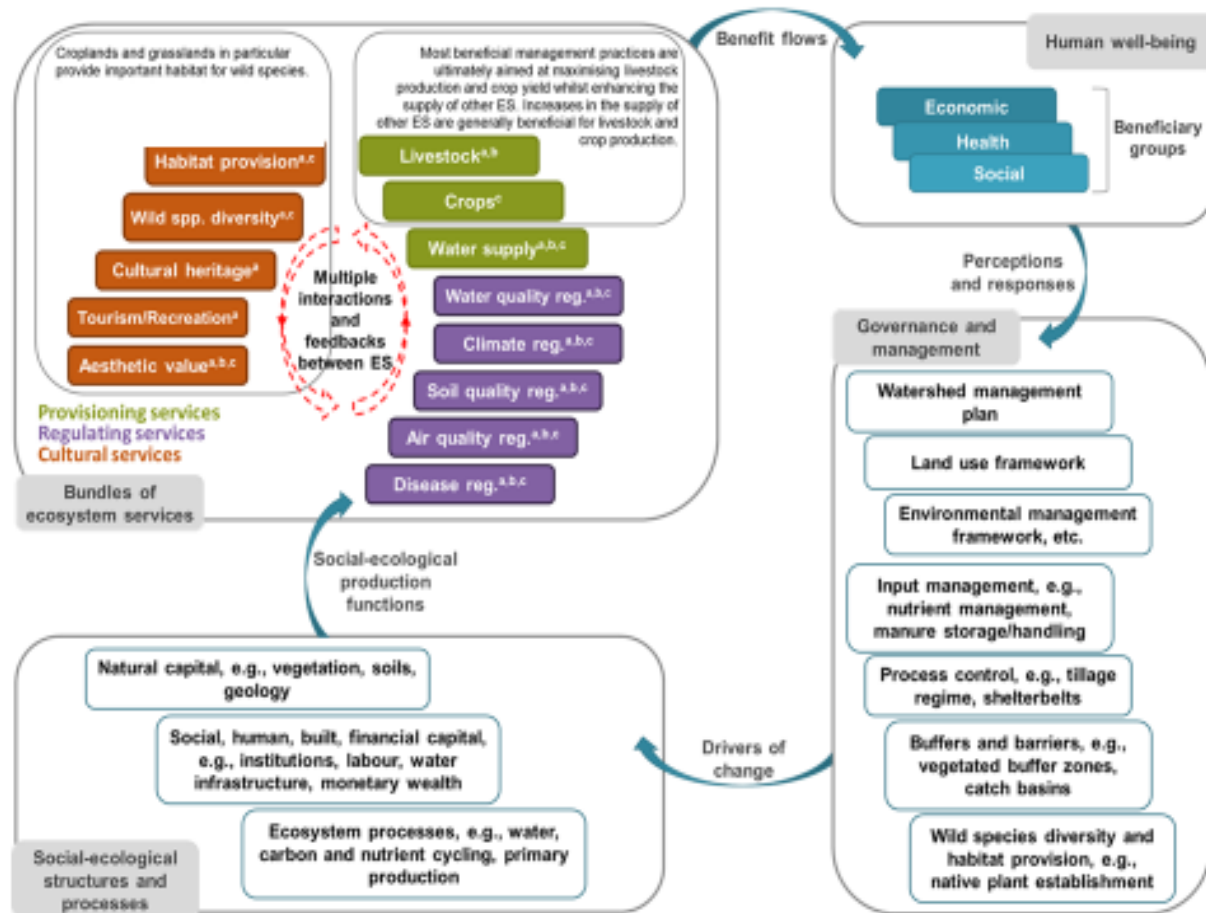 Croplands and grasslands in particular
provide important habitat for wild species.
Habitat provision^a,c
Wild spp. diversity^a,c
Cultural heritage^a
Tourism/Recreation^a
Aesthetic value^a,b,c
Multiple
interactions
and
feedbacks
between ES
Most beneficial management practices are
ultimately aimed at maximising livestock
production and crop yield whilst enhancing the
supply of other ES. Increases in the supply of
other ES are generally beneficial for livestock and
crop production.
Livestock^a,b
Crops^c
Water supply^a,b,c
Water quality reg.^a,b,c
Climate reg.^a,b,c
Soil quality reg.^a,b,c
Air quality reg.^a,b,c
Disease reg.^a,b,c
Provisioning services
Regulating services
Cultural services
Bundles of
ecosystem services
Benefit flows
Human well-being
Economic
Health
Social
Beneficiary
groups
Perceptions
and responses
Governance and
management
Watershed management
plan
Land use framework
Environmental management
framework, etc.
Input management, e.g.,
nutrient management,
manure storage/handling
Process control, e.g., tillage
regime, shelterbelts
Buffers and barriers, e.g.,
vegetated buffer zones,
catch basins
Wild species diversity and
habitat provision, e.g.,
native plant establishment
Drivers of
change
Social-ecological
production
functions
Natural capital, e.g., vegetation, soils,
geology
Social, human, built, financial capital,
e.g., institutions, labour, water
infrastructure, monetary wealth
Ecosystem processes, e.g., water,
carbon and nutrient cycling, primary
production
Social-ecological
structures and
processes